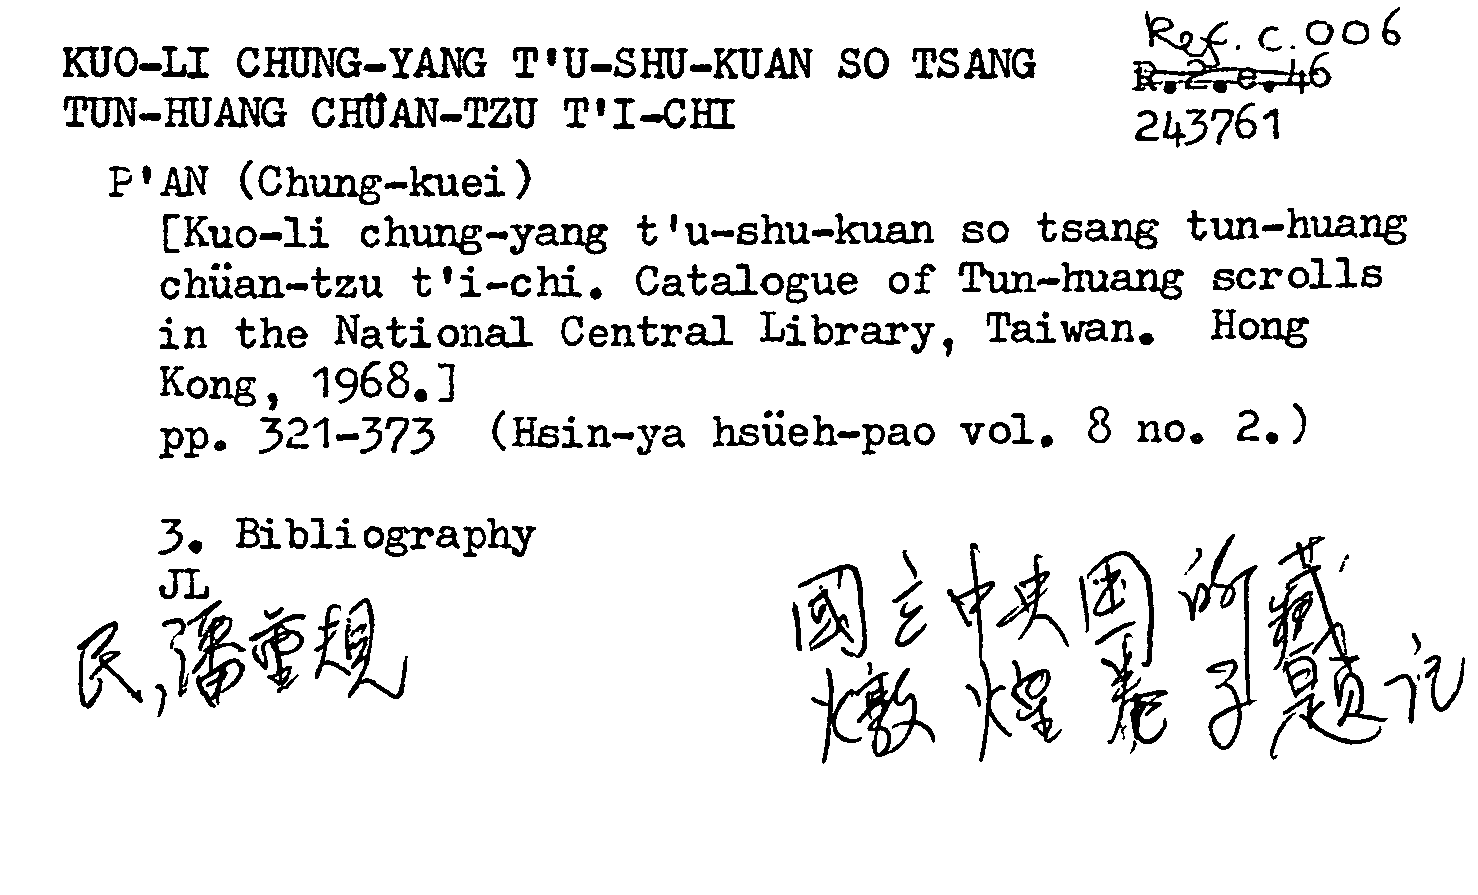 KUO-LI CHUNG-YANG T'U-SHU-KUAN SO TSANG
TUN-HUANG CHÜAN-TZU T'I-CHI
Ref. c. 006
R.2.e.46
243761
P'AN (Chung-kuei)
[Kuo-li chung-yang t'u-shu-kuan so tsang tun-huang
chüan-tzu t'i-chi. Catalogue of Tun-huang scrolls
in the National Central Library, Taiwan. Hong
Kong, 1968.]
pp. 321-373 (Hsin-ya hsüeh-pao vol. 8 no. 2.)
3. Bibliography
JL
民,潘重規
國立中央圕所藏
燉煌卷子題记